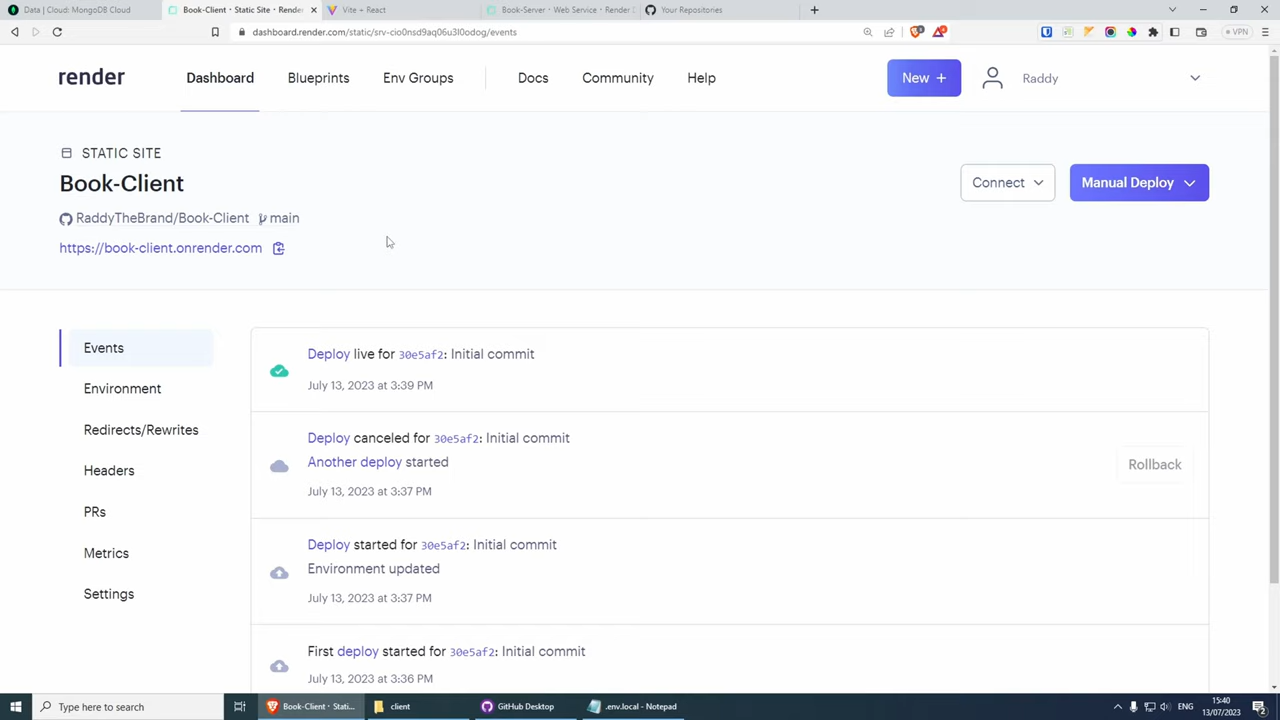 Data | Cloud: MongoDB Cloud
Book-Client · Static Site · Render
Vite + React
Book-Server · Web Service · Render
Your Repositories
dashboard.render.com/static/srv-cio0nsd9aq06u3l0odog/events
VPN
render
Dashboard
Blueprints
Env Groups
Docs
Community
Help
New +
Raddy
STATIC SITE
Book-Client
RaddyTheBrand/Book-Client main
https://book-client.onrender.com
Connect
Manual Deploy
Events
Environment
Redirects/Rewrites
Headers
PRs
Metrics
Settings
Deploy live for 30e5af2: Initial commit
July 13, 2023 at 3:39 PM
Deploy canceled for 30e5af2: Initial commit
Another deploy started
July 13, 2023 at 3:37 PM
Rollback
Deploy started for 30e5af2: Initial commit
Environment updated
July 13, 2023 at 3:37 PM
First deploy started for 30e5af2: Initial commit
July 13, 2023 at 3:36 PM
Type here to search
Book-Client · Stati...
client
GitHub Desktop
.env.local - Notepad
ENG
15:40
13/07/2023
2